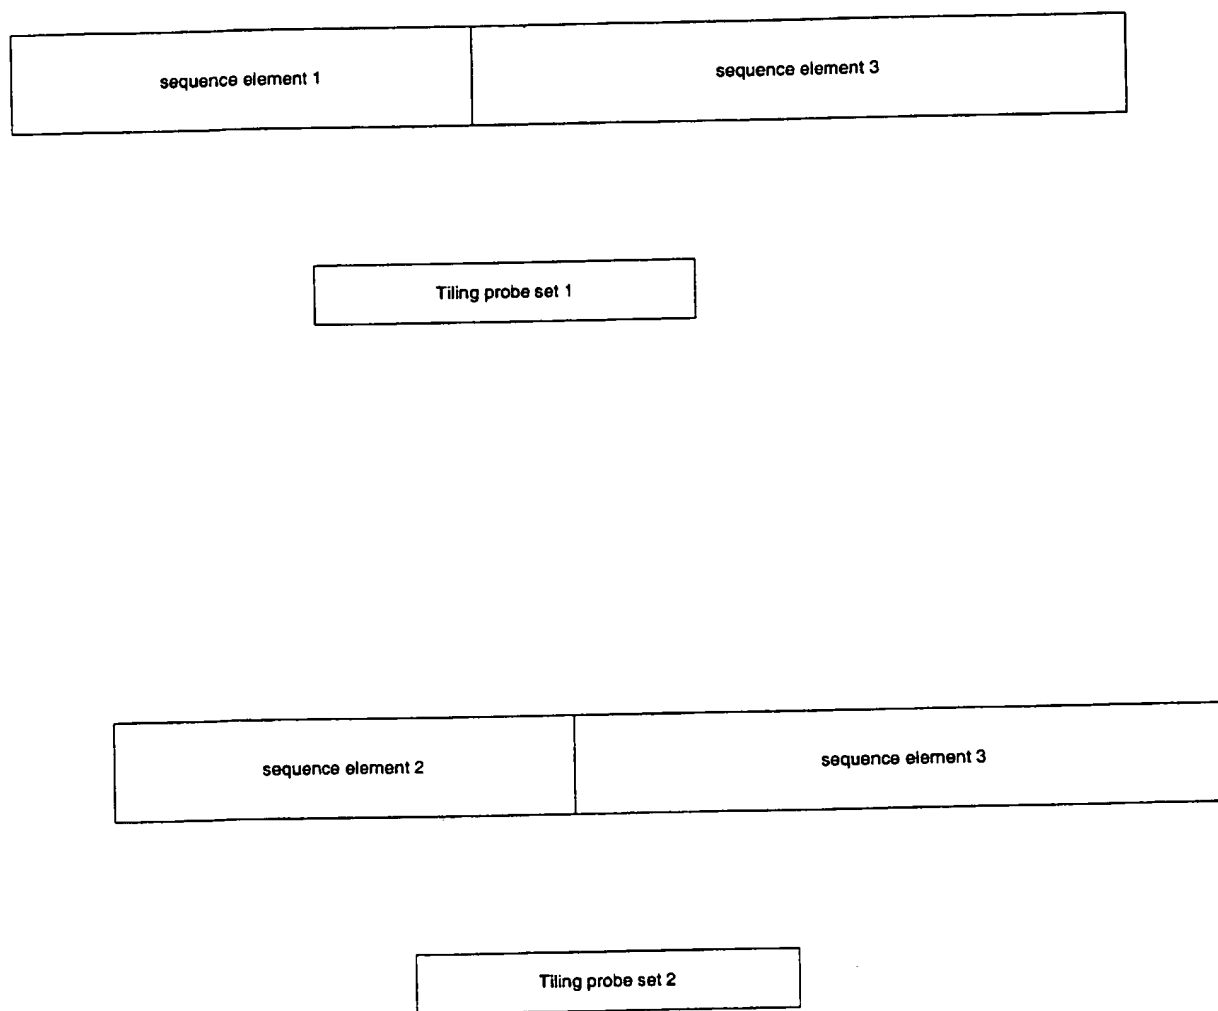 sequence element 1
sequence element 3
Tiling probe set 1
sequence element 2
sequence element 3
Tiling probe set 2